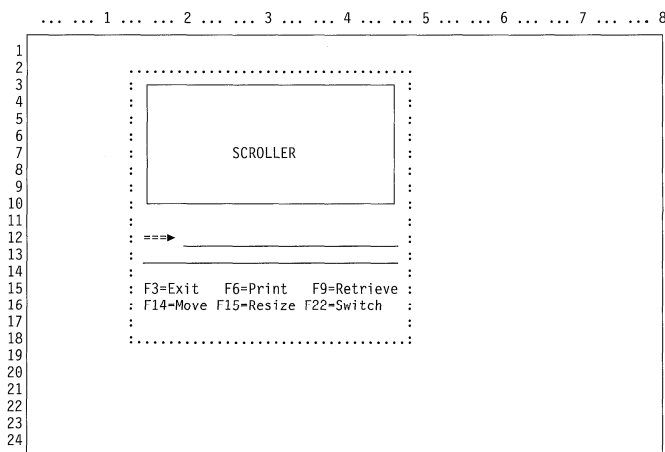 ... ... 1 ... ... 2 ... ... 3 ... ... 4 ... ... 5 ... ... 6 ... ... 7 ... ... 8
1
2 ...................................
3 : :
4 : :
5 : :
6 : :
7 : SCROLLER :
8 : :
9 : :
10 : :
11 : :
12 : ===► :
13 : :
14 : :
15 : F3=Exit F6=Print F9=Retrieve :
16 : F14=Move F15=Resize F22=Switch :
17 : :
18 :.................................:
19
20
21
22
23
24